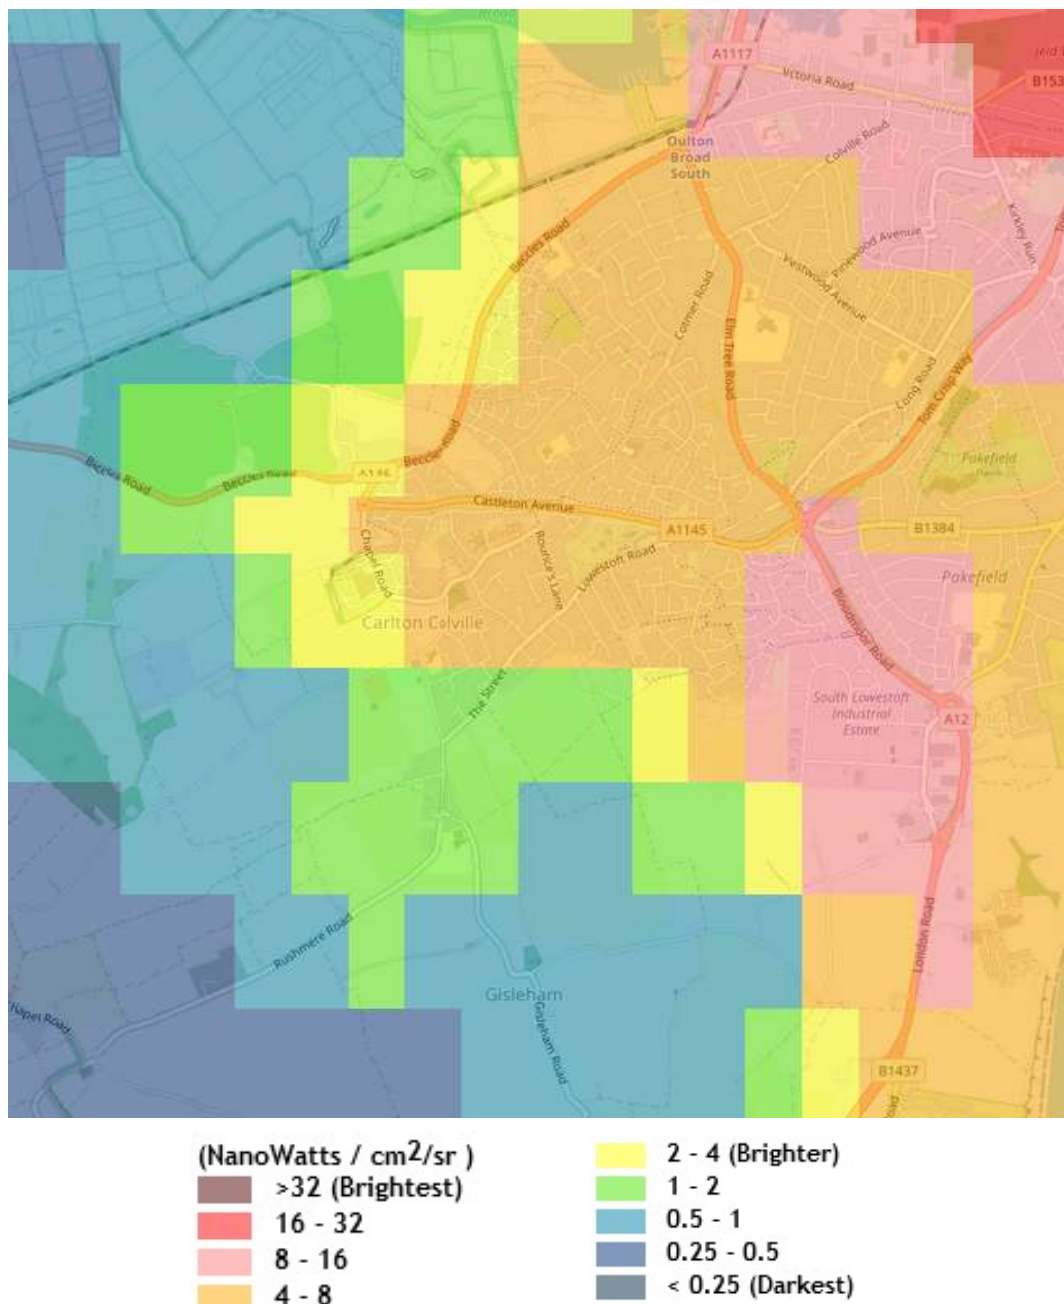 A1117
Victoria Road
B153
Oulton
Broad
South
Colville Road
Kirkley Run
Beccles Road
Pinewood Avenue
Westwood Avenue
Cotmer Road
Elm Tree Road
Long Road
Tom Crisp Way
Beccles Road
Pakefield
Beccles Road
Beccles Road
A146
Castleton Avenue
A1145
B1384
Chapel Road
Rounce's Lane
Lowestoft Road
Pakefield
Bloodmoor Road
Carlton Colville
The Street
South Lowestoft
Industrial
Estate
A12
London Road
Rushmere Road
Gisleham
hapel Road
Gisleham Road
B1437
Road
(NanoWatts / cm2/sr )
>32 (Brightest)
16 - 32
8 - 16
4 - 8
2 - 4 (Brighter)
1 - 2
0.5 - 1
0.25 - 0.5
< 0.25 (Darkest)